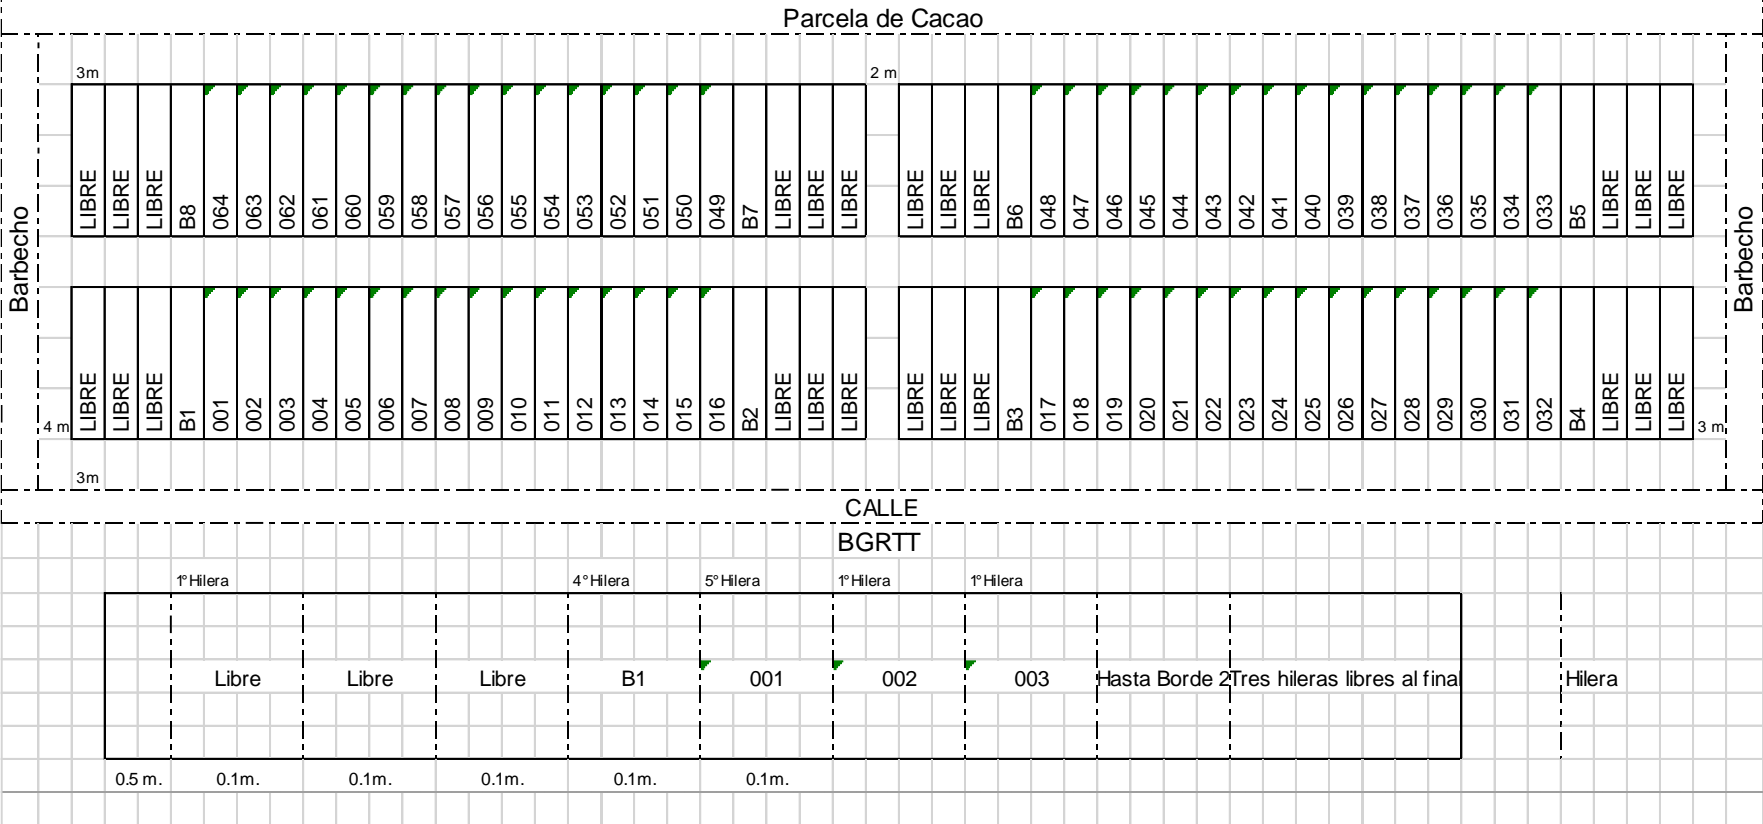 Parcela de Cacao
3m
2 m
LIBRE LIBRE LIBRE B8 064 063 062 061 060 059 058 057 056 055 054 053 052 051 050 049 B7 LIBRE LIBRE LIBRE
LIBRE LIBRE LIBRE B6 048 047 046 045 044 043 042 041 040 039 038 037 036 035 034 033 B5 LIBRE LIBRE LIBRE
Barbecho
Barbecho
4 m
LIBRE LIBRE LIBRE B1 001 002 003 004 005 006 007 008 009 010 011 012 013 014 015 016 B2 LIBRE LIBRE LIBRE
LIBRE LIBRE LIBRE B3 017 018 019 020 021 022 023 024 025 026 027 028 029 030 031 032 B4 LIBRE LIBRE LIBRE
3 m
3m
CALLE
BGRTT
1° Hilera 4° Hilera 5° Hilera 1° Hilera 1° Hilera
Libre Libre Libre B1 001 002 003 Hasta Borde 2 Tres hileras libres al final Hilera
0.5 m. 0.1m. 0.1m. 0.1m. 0.1m. 0.1m.